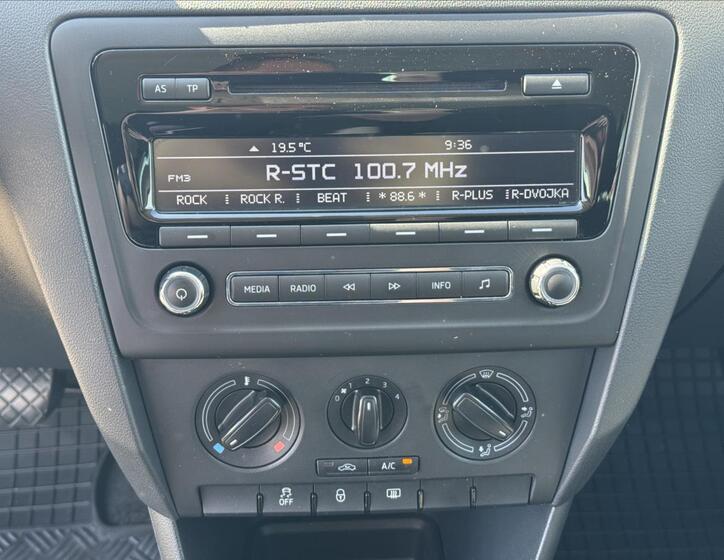 AS TP
19.5°C 9:36
FM3 R-STC 100.7 MHz
ROCK ROCK R. BEAT *88.6* R-PLUS R-DVOJKA
MEDIA RADIO INFO
0 1 2 3 4
A/C
OFF